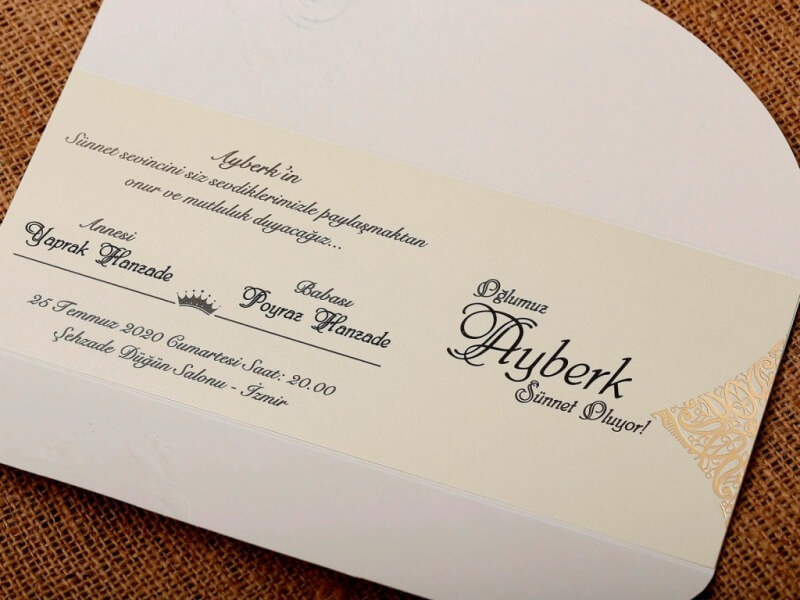 Ayberk'in
Sünnet sevincini siz sevdiklerimizle paylaşmaktan
onur ve mutluluk duyacağız...
Annesi
Yaprak Hanzade
Babası
Poyraz Hanzade
25 Temmuz 2020 Cumartesi Saat: 20.00
Şehzade Düğün Salonu - İzmir
Oğlumuz
Ayberk
Sünnet Oluyor!